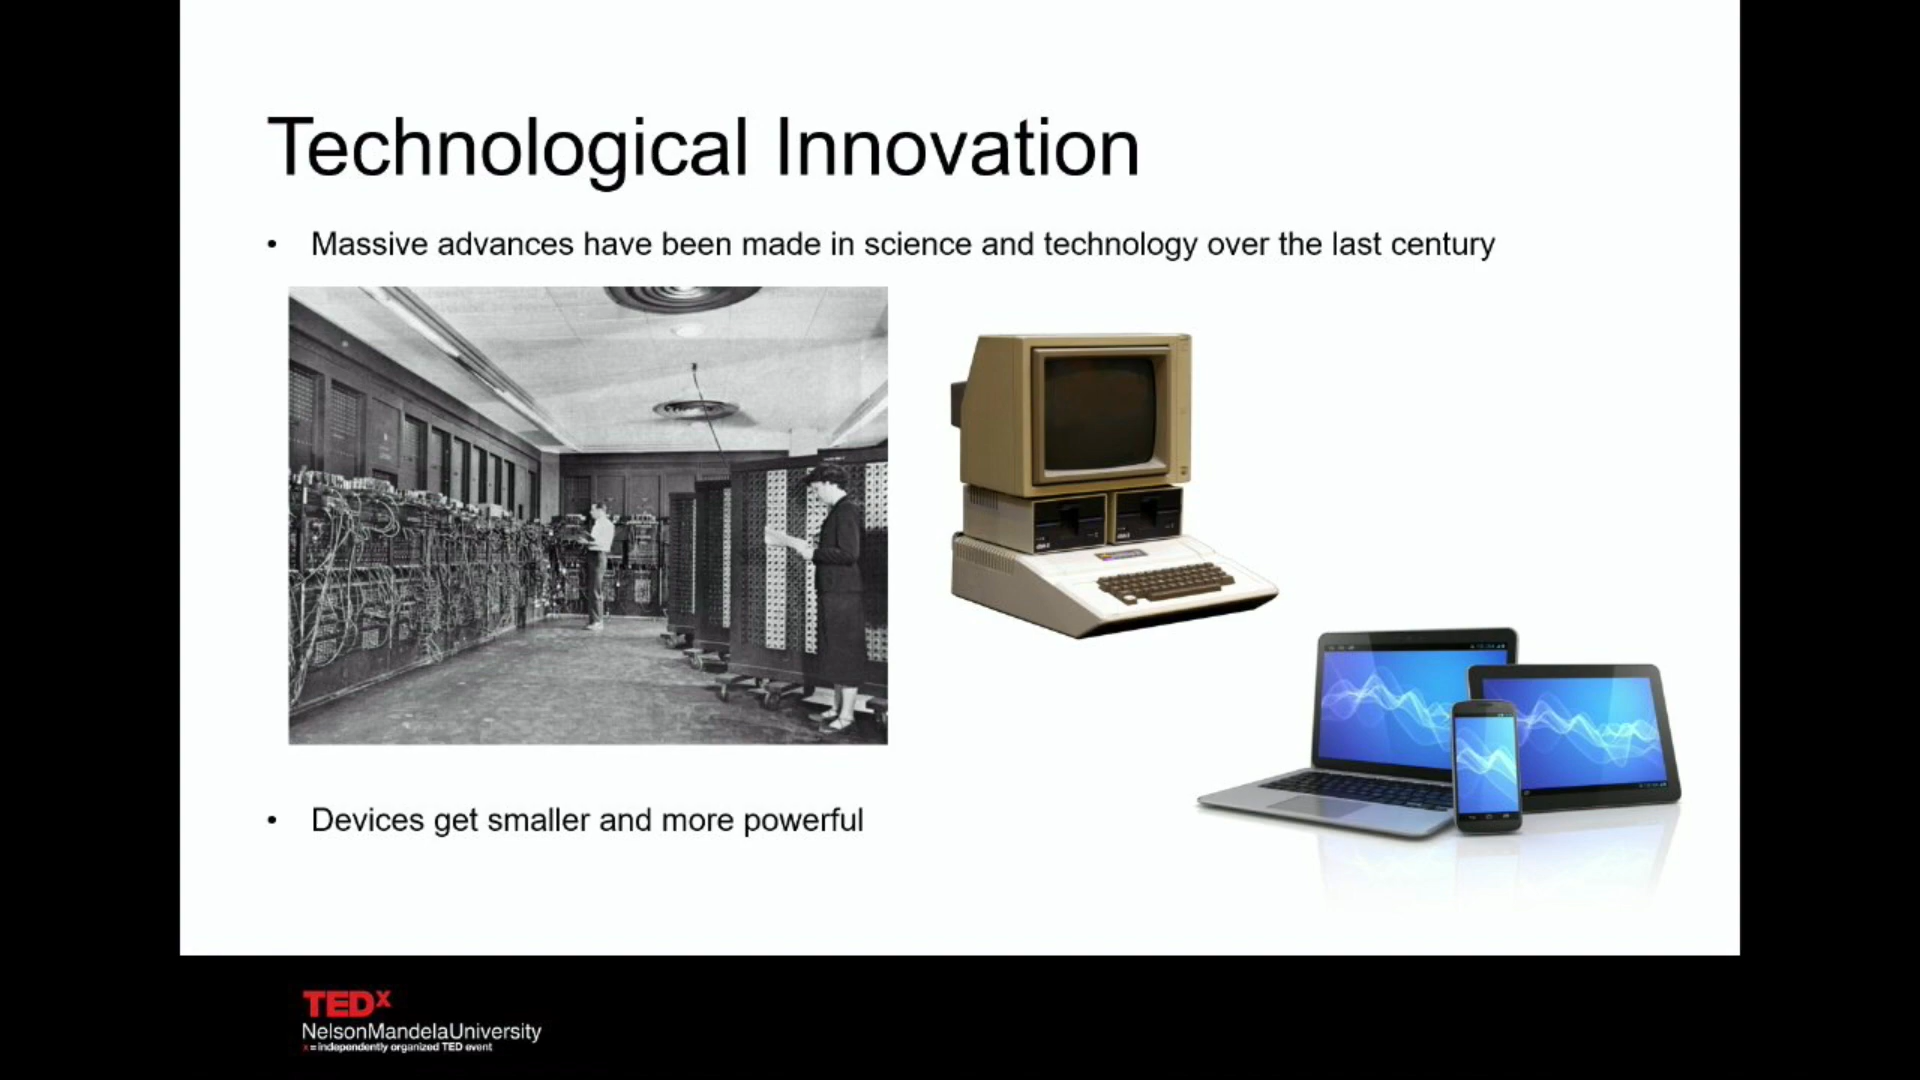 Technological Innovation
• Massive advances have been made in science and technology over the last century
• Devices get smaller and more powerful
TEDx
NelsonMandelaUniversity
x = independently organized TED event